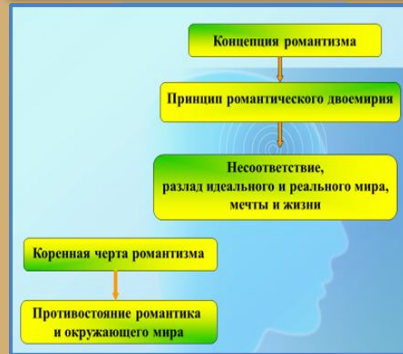 Концепция романтизма
Принцип романтического двоемирия
Несоответствие,
разлад идеального и реального мира,
мечты и жизни
Коренная черта романтизма
Противостояние романтика
и окружающего мира